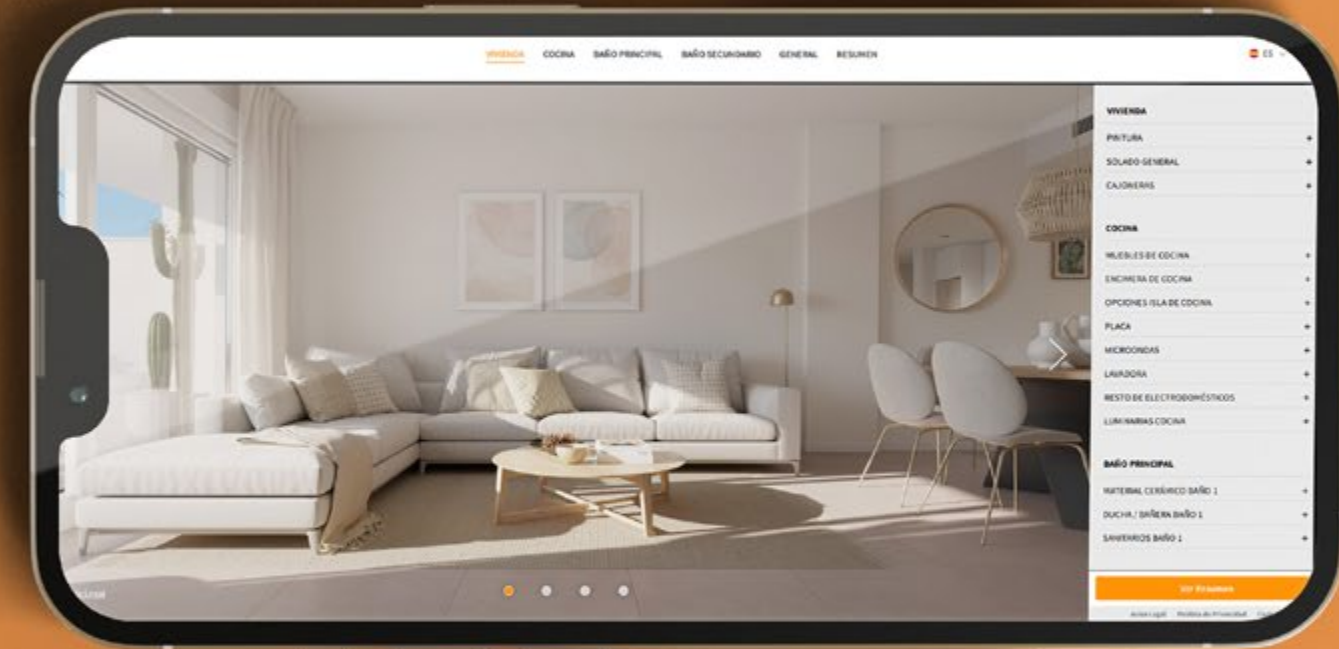 VIVIENDA COCINA BAÑO PRINCIPAL BAÑO SECUNDARIO GENERAL RESUMEN
ES
VIVIENDA
PINTURA +
SOLADO GENERAL +
CAJONERAS +
COCINA
MUEBLES DE COCINA +
ENCIMERA DE COCINA +
OPCIONES ISLA DE COCINA +
PLACA +
MICROONDAS +
LAVADORA +
RESTO DE ELECTRODOMÉSTICOS +
LUMINARIAS COCINA +
BAÑO PRINCIPAL
MATERIAL CERÁMICO BAÑO 1 +
DUCHA / BAÑERA BAÑO 1 +
SANITARIOS BAÑO 1 +
Ver Resumen
Aviso Legal Política de Privacidad